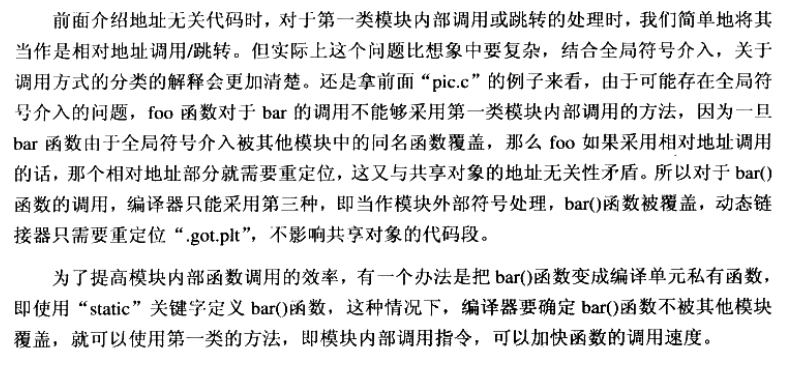 前面介绍地址无关代码时，对于第一类模块内部调用或跳转的处理时，我们简单地将其
当作是相对地址调用/跳转。但实际上这个问题比想象中要复杂，结合全局符号介入，关于
调用方式的分类的解释会更加清楚。还是拿前面“pic.c”的例子来看，由于可能存在全局符
号介入的问题，foo 函数对于 bar 的调用不能够采用第一类模块内部调用的方法，因为一旦
bar 函数由于全局符号介入被其他模块中的同名函数覆盖，那么 foo 如果采用相对地址调用
的话，那个相对地址部分就需要重定位，这又与共享对象的地址无关性矛盾。所以对于 bar()
函数的调用，编译器只能采用第三种，即当作模块外部符号处理，bar()函数被覆盖，动态链
接器只需要重定位“.got.plt”，不影响共享对象的代码段。
为了提高模块内部函数调用的效率，有一个办法是把 bar()函数变成编译单元私有函数，
即使用“static”关键字定义 bar()函数，这种情况下，编译器要确定 bar()函数不被其他模块
覆盖，就可以使用第一类的方法，即模块内部调用指令，可以加快函数的调用速度。